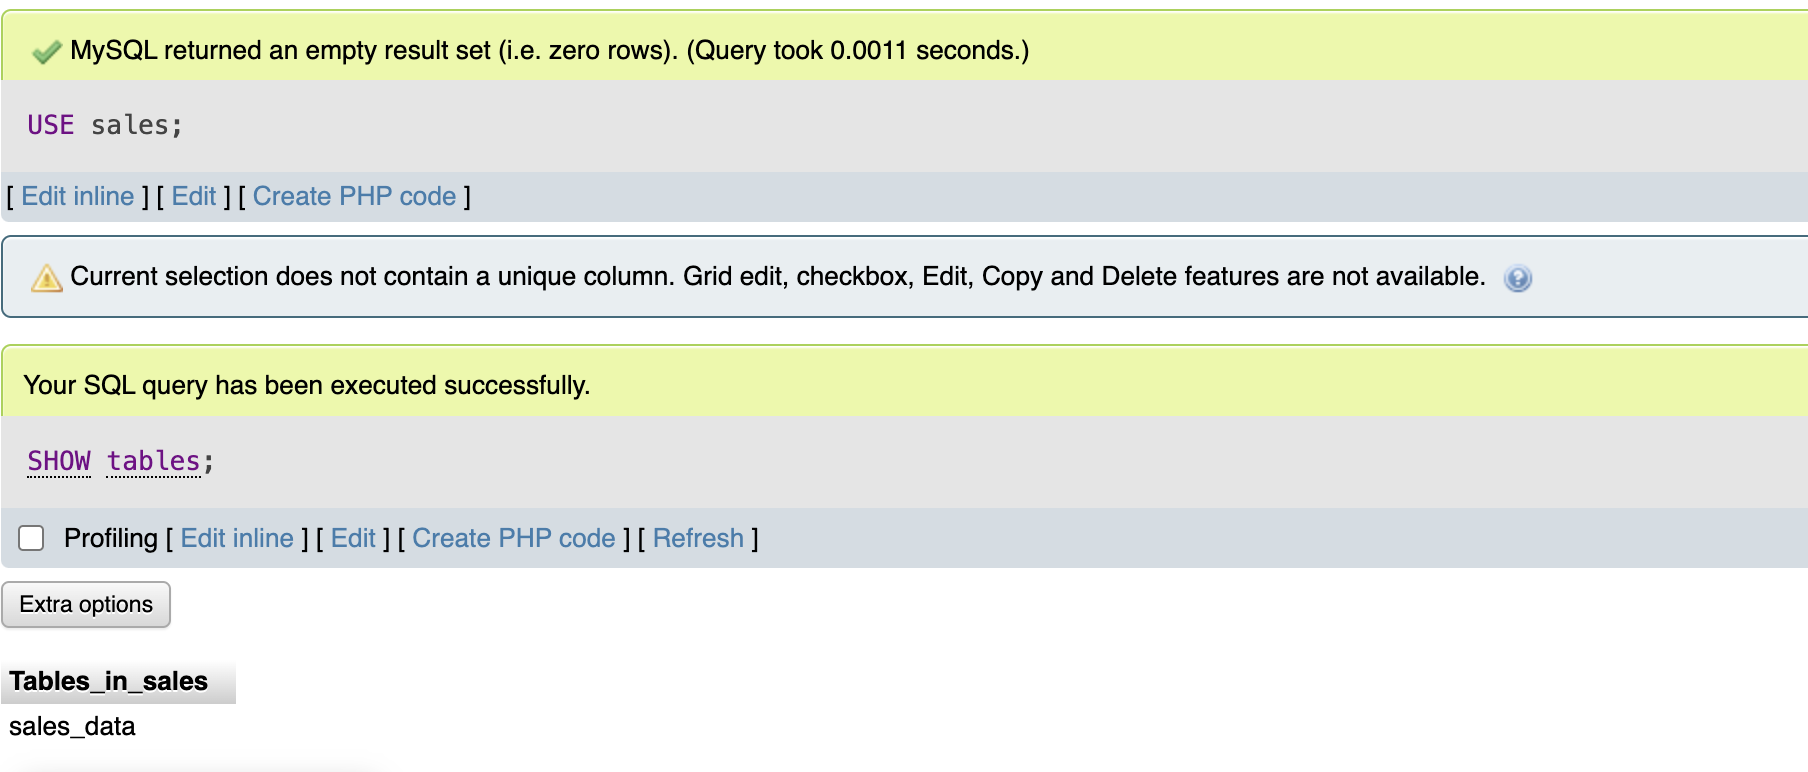 MySQL returned an empty result set (i.e. zero rows). (Query took 0.0011 seconds.)
USE sales;
[ Edit inline ] [ Edit ] [ Create PHP code ]
Current selection does not contain a unique column. Grid edit, checkbox, Edit, Copy and Delete features are not available.
Your SQL query has been executed successfully.
SHOW tables;
Profiling [ Edit inline ] [ Edit ] [ Create PHP code ] [ Refresh ]
Extra options
Tables_in_sales
sales_data